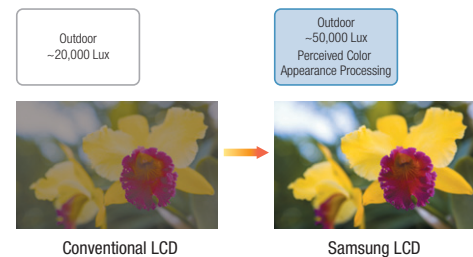 Outdoor
~20,000 Lux
Outdoor
~50,000 Lux
Perceived Color
Appearance Processing
Conventional LCD
Samsung LCD